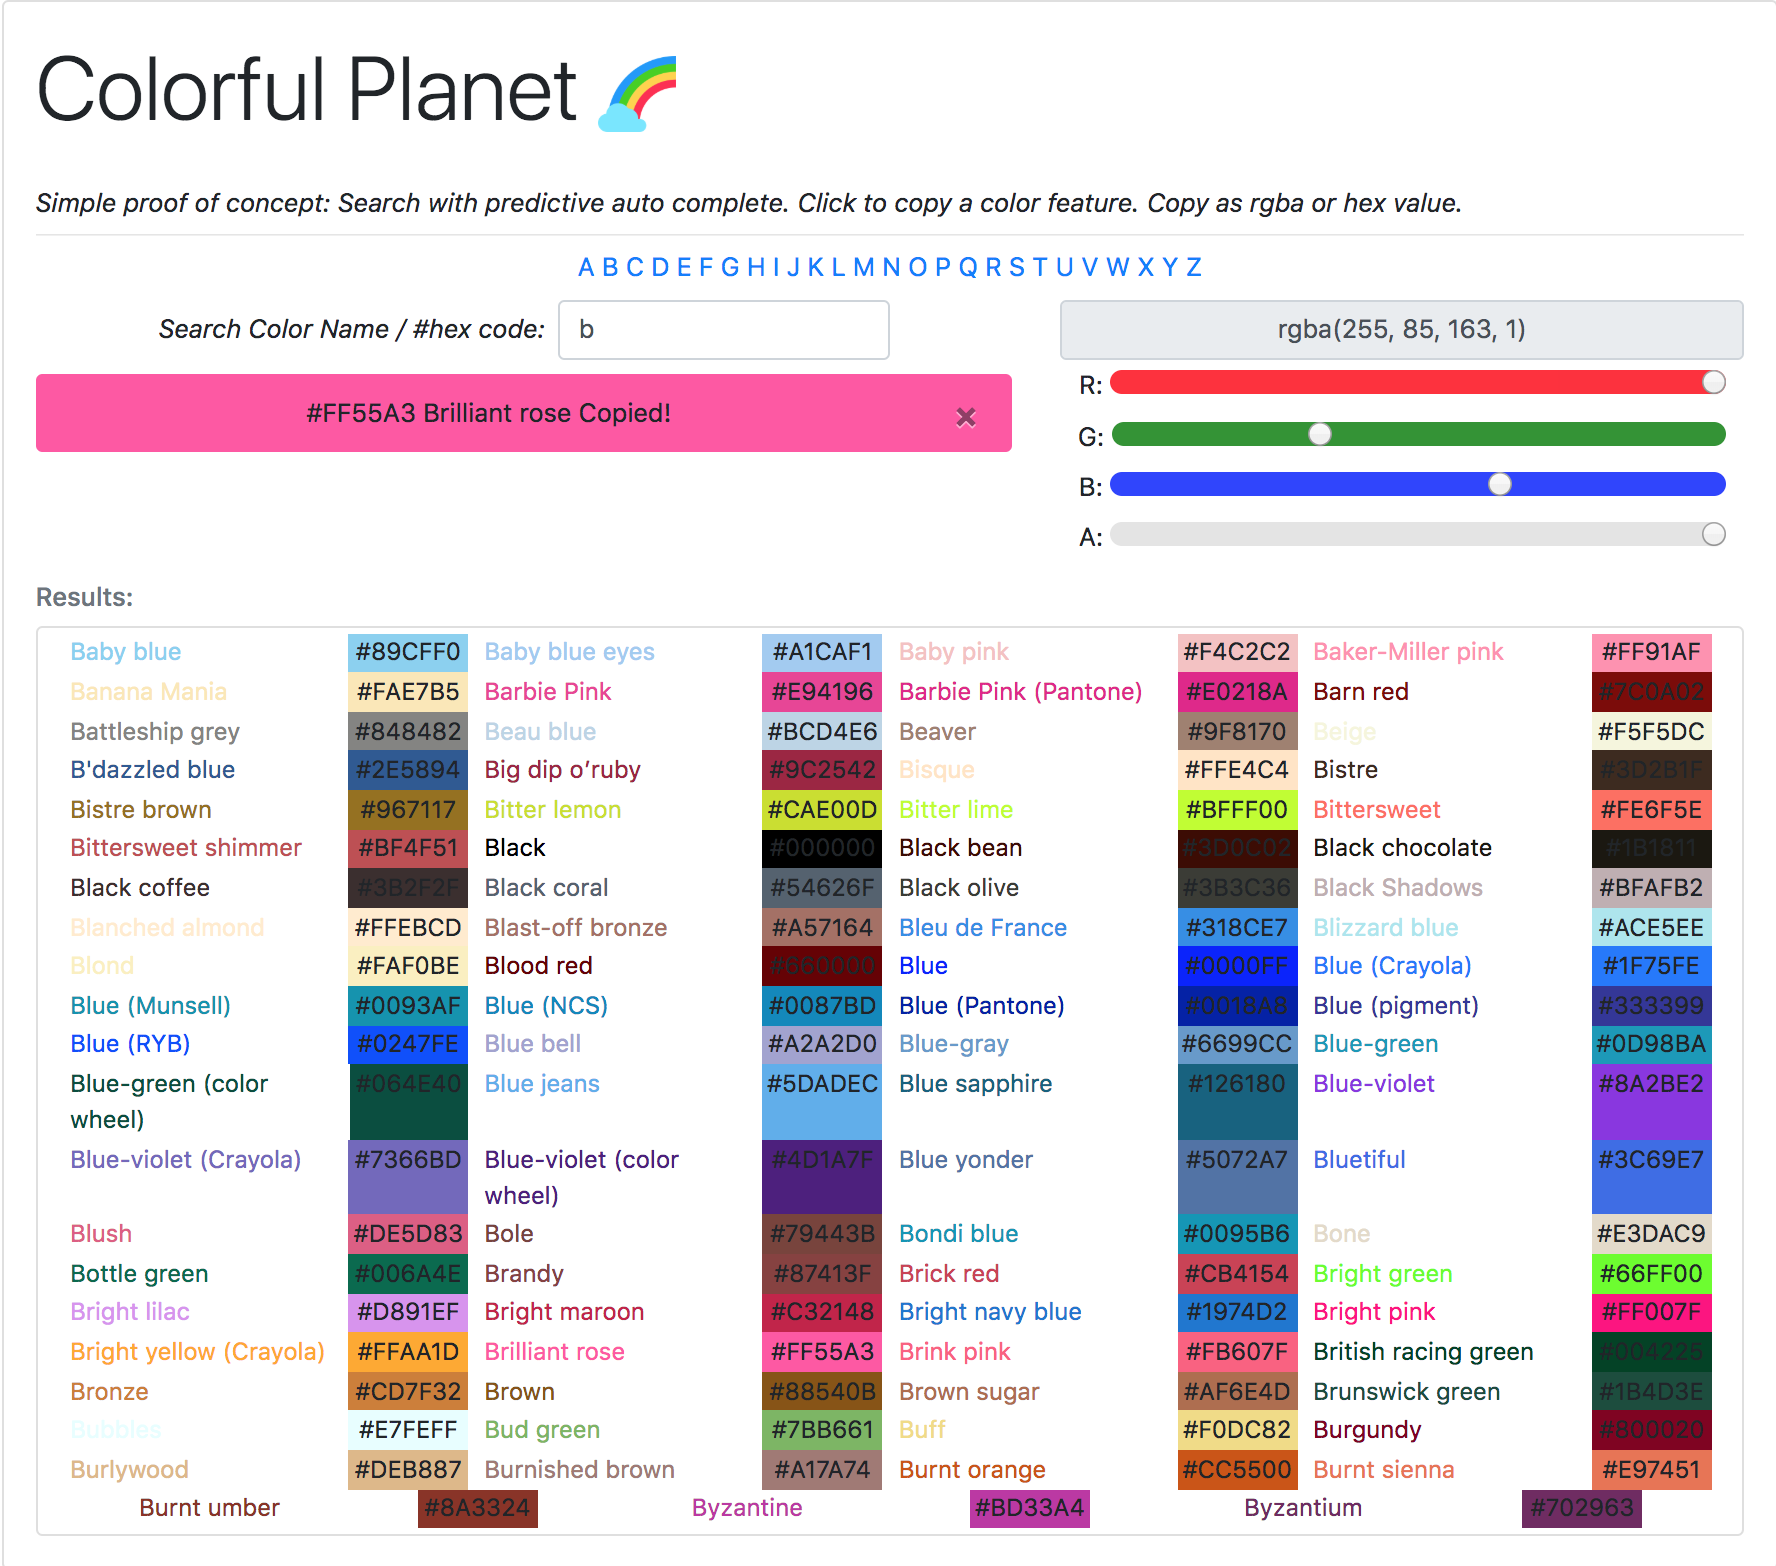 Colorful Planet
Simple proof of concept: Search with predictive auto complete. Click to copy a color feature. Copy as rgba or hex value.
A B C D E F G H I J K L M N O P Q R S T U V W X Y Z
Search Color Name / #hex code: b rgba(255, 85, 163, 1)
#FF55A3 Brilliant rose Copied! ×
R:
G:
B:
A:
Results:
Baby blue #89CFF0 Baby blue eyes #A1CAF1 Baby pink #F4C2C2 Baker-Miller pink #FF91AF
Banana Mania #FAE7B5 Barbie Pink #E94196 Barbie Pink (Pantone) #E0218A Barn red #7C0A02
Battleship grey #848482 Beau blue #BCD4E6 Beaver #9F8170 Beige #F5F5DC
B'dazzled blue #2E5894 Big dip o’ruby #9C2542 Bisque #FFE4C4 Bistre #3D2B1F
Bistre brown #967117 Bitter lemon #CAE00D Bitter lime #BFFF00 Bittersweet #FE6F5E
Bittersweet shimmer #BF4F51 Black #000000 Black bean #3D0C02 Black chocolate #1B1811
Black coffee #3B2F2F Black coral #54626F Black olive #3B3C36 Black Shadows #BFAFB2
Blanched almond #FFEBCD Blast-off bronze #A57164 Bleu de France #318CE7 Blizzard blue #ACE5EE
Blond #FAF0BE Blood red #660000 Blue #0000FF Blue (Crayola) #1F75FE
Blue (Munsell) #0093AF Blue (NCS) #0087BD Blue (Pantone) #0018A8 Blue (pigment) #333399
Blue (RYB) #0247FE Blue bell #A2A2D0 Blue-gray #6699CC Blue-green #0D98BA
Blue-green (color #064E40 Blue jeans #5DADEC Blue sapphire #126180 Blue-violet #8A2BE2
wheel)
Blue-violet (Crayola) #7366BD Blue-violet (color #4D1A7F Blue yonder #5072A7 Bluetiful #3C69E7
wheel)
Blush #DE5D83 Bole #79443B Bondi blue #0095B6 Bone #E3DAC9
Bottle green #006A4E Brandy #87413F Brick red #CB4154 Bright green #66FF00
Bright lilac #D891EF Bright maroon #C32148 Bright navy blue #1974D2 Bright pink #FF007F
Bright yellow (Crayola) #FFAA1D Brilliant rose #FF55A3 Brink pink #FB607F British racing green #004225
Bronze #CD7F32 Brown #88540B Brown sugar #AF6E4D Brunswick green #1B4D3E
Bubbles #E7FEFF Bud green #7BB661 Buff #F0DC82 Burgundy #800020
Burlywood #DEB887 Burnished brown #A17A74 Burnt orange #CC5500 Burnt sienna #E97451
Burnt umber #8A3324 Byzantine #BD33A4 Byzantium #702963